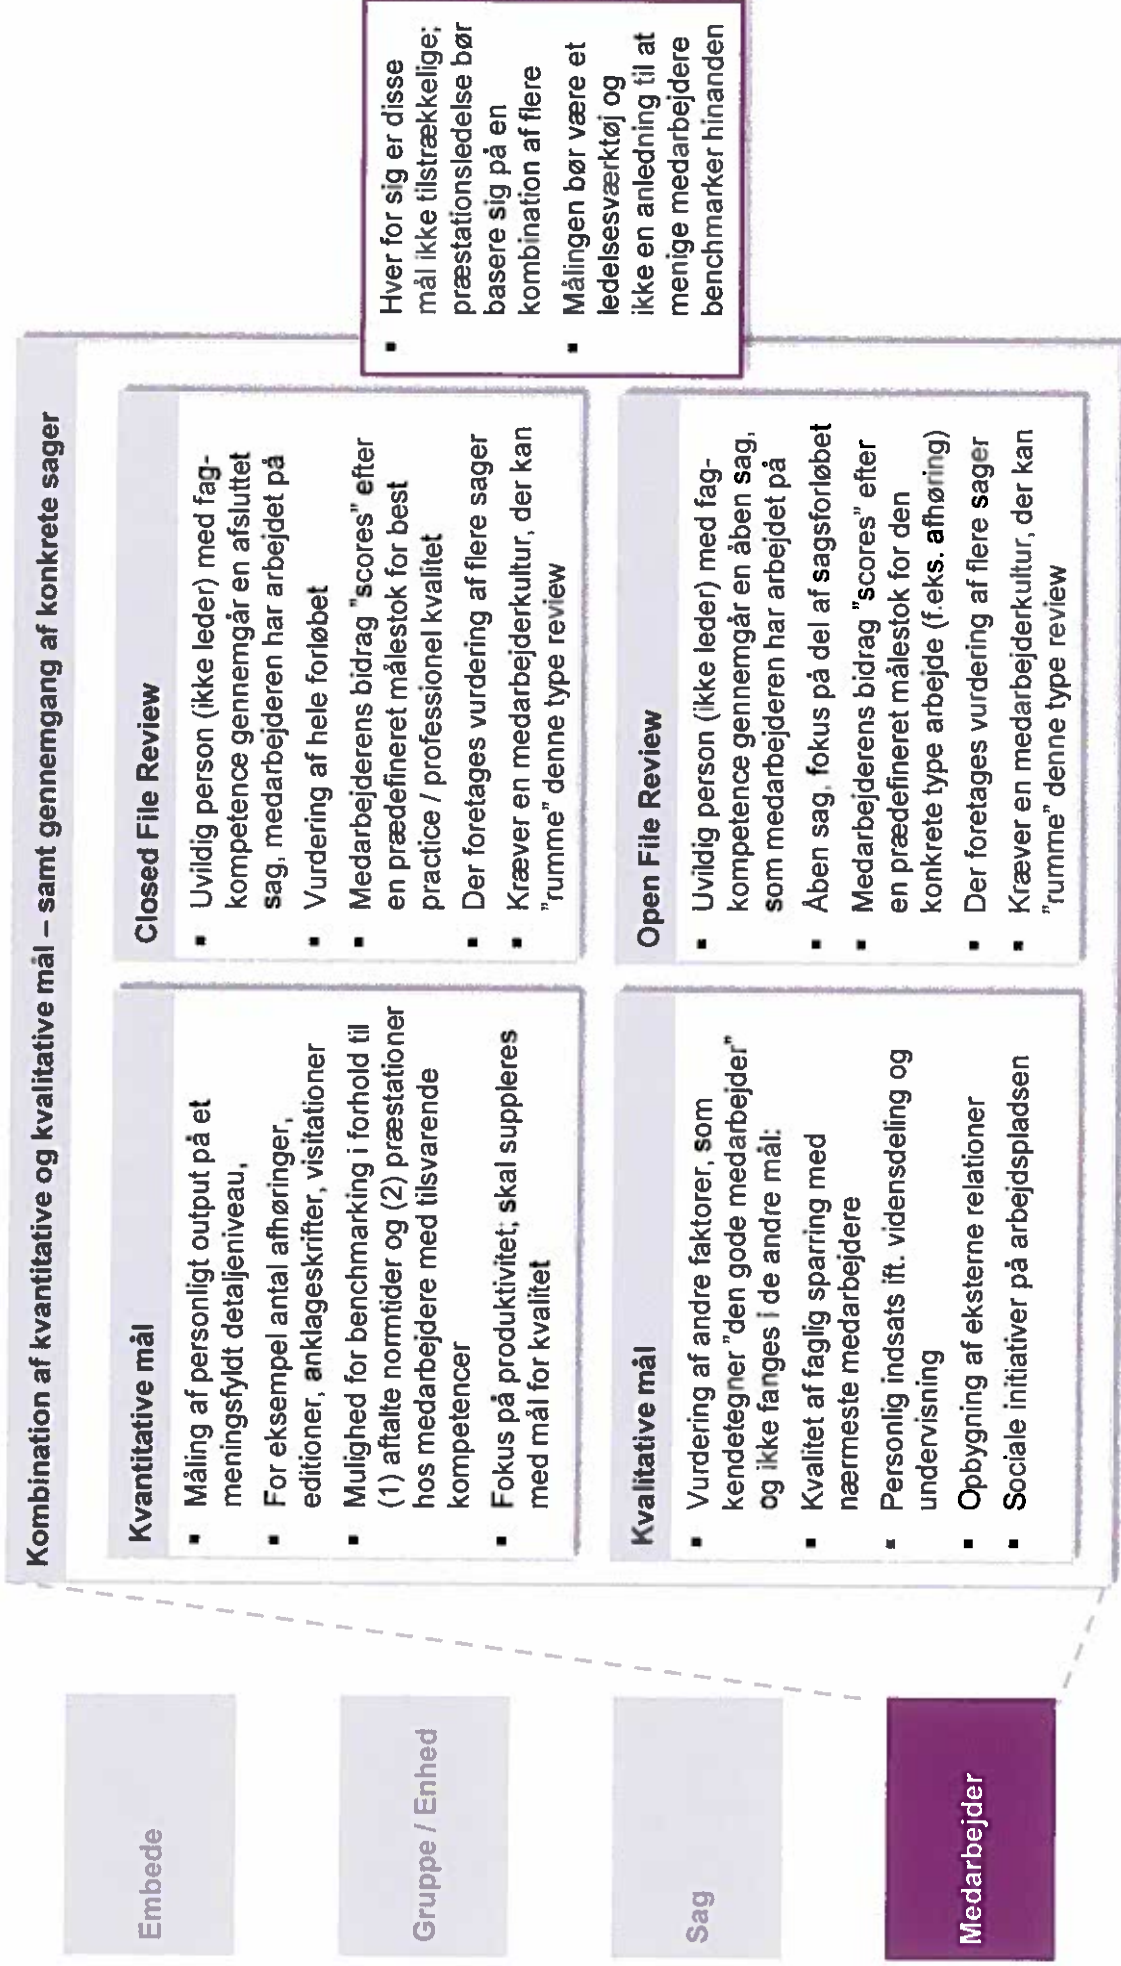 Kombination af kvantitative og kvalitative mål – samt gennemgang af konkrete sager
Embede
Gruppe / Enhed
Sag
Medarbejder
Kvantitative mål
▪ Måling af personligt output på et
meningsfyldt detaljeniveau,
▪ For eksempel antal afhøringer,
editioner, anklageskrifter, visitationer
▪ Mulighed for benchmarking i forhold til
(1) aftalte normtider og (2) præstationer
hos medarbejdere med tilsvarende
kompetencer
▪ Fokus på produktivitet; skal suppleres
med mål for kvalitet
Closed File Review
▪ Uvildig person (ikke leder) med fag-
kompetence gennemgår en afsluttet
sag, medarbejderen har arbejdet på
▪ Vurdering af hele forløbet
▪ Medarbejderens bidrag ”scores” efter
en prædefineret målestok for best
practice / professionel kvalitet
▪ Der foretages vurdering af flere sager
▪ Kræver en medarbejderkultur, der kan
”rumme” denne type review
Kvalitative mål
▪ Vurdering af andre faktorer, som
kendetegner ”den gode medarbejder”
og ikke fanges i de andre mål:
▪ Kvalitet af faglig sparring med
nærmeste medarbejdere
▪ Personlig indsats ift. vidensdeling og
undervisning
▪ Opbygning af eksterne relationer
▪ Sociale initiativer på arbejdspladsen
Open File Review
▪ Uvildig person (ikke leder) med fag-
kompetence gennemgår en åben sag,
som medarbejderen har arbejdet på
▪ Åben sag, fokus på del af sagsforløbet
▪ Medarbejderens bidrag ”scores” efter
en prædefineret målestok for den
konkrete type arbejde (f.eks. afhøring)
▪ Der foretages vurdering af flere sager
▪ Kræver en medarbejderkultur, der kan
”rumme” denne type review
▪ Hver for sig er disse
mål ikke tilstrækkelige;
præstationsledelse bør
basere sig på en
kombination af flere
▪ Målingen bør være et
ledelsesværktøj og
ikke en anledning til at
menige medarbejdere
benchmarker hinanden